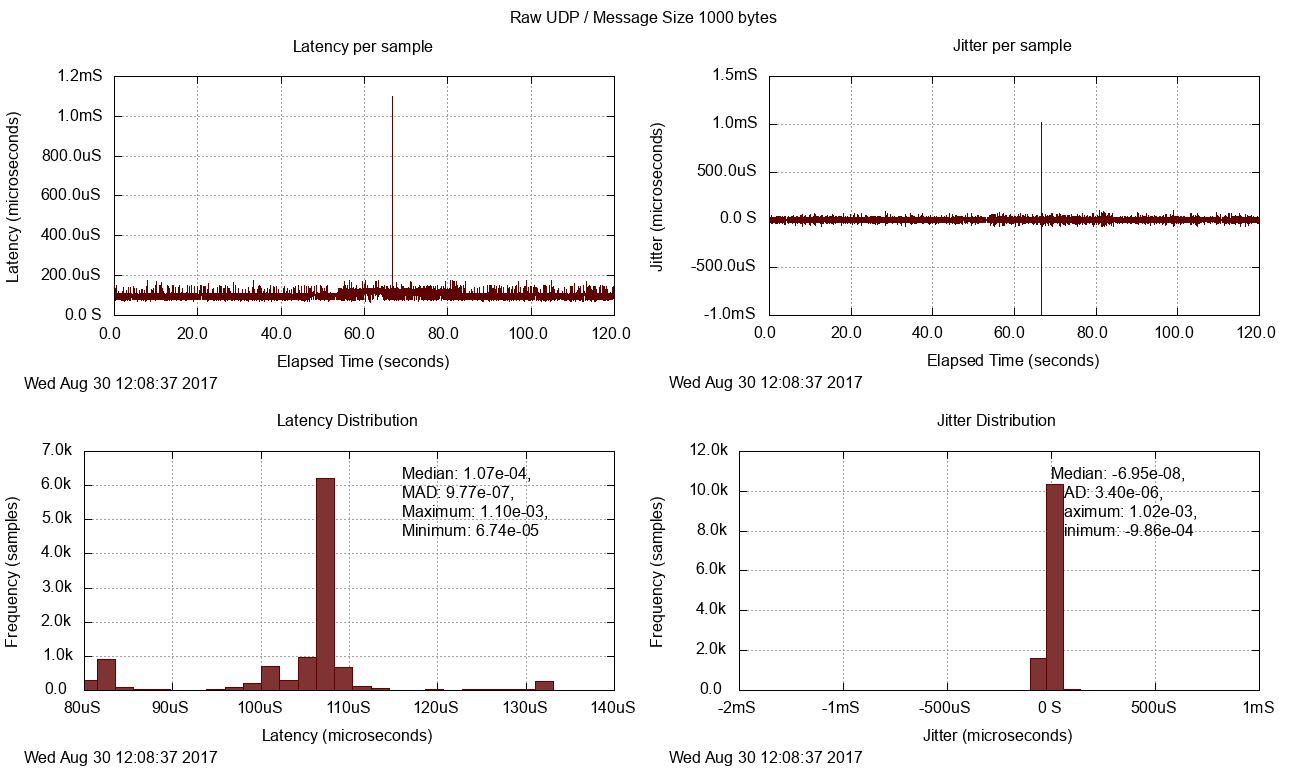 Raw UDP / Message Size 1000 bytes
Latency per sample
1.2mS
1.0mS
800.0uS
600.0uS
400.0uS
200.0uS
0.0 S
Latency (microseconds)
0.0 20.0 40.0 60.0 80.0 100.0 120.0
Elapsed Time (seconds)
Wed Aug 30 12:08:37 2017
Jitter per sample
1.5mS
1.0mS
500.0uS
0.0 S
-500.0uS
-1.0mS
Jitter (microseconds)
0.0 20.0 40.0 60.0 80.0 100.0 120.0
Elapsed Time (seconds)
Wed Aug 30 12:08:37 2017
Latency Distribution
7.0k
6.0k
5.0k
4.0k
3.0k
2.0k
1.0k
0.0
Frequency (samples)
Median: 1.07e-04,
MAD: 9.77e-07,
Maximum: 1.10e-03,
Minimum: 6.74e-05
80uS 90uS 100uS 110uS 120uS 130uS 140uS
Latency (microseconds)
Wed Aug 30 12:08:37 2017
Jitter Distribution
12.0k
10.0k
8.0k
6.0k
4.0k
2.0k
0.0
Frequency (samples)
Median: -6.95e-08,
AD: 3.40e-06,
aximum: 1.02e-03,
inimum: -9.86e-04
-2mS -1mS -500uS 0 S 500uS 1mS
Jitter (microseconds)
Wed Aug 30 12:08:37 2017